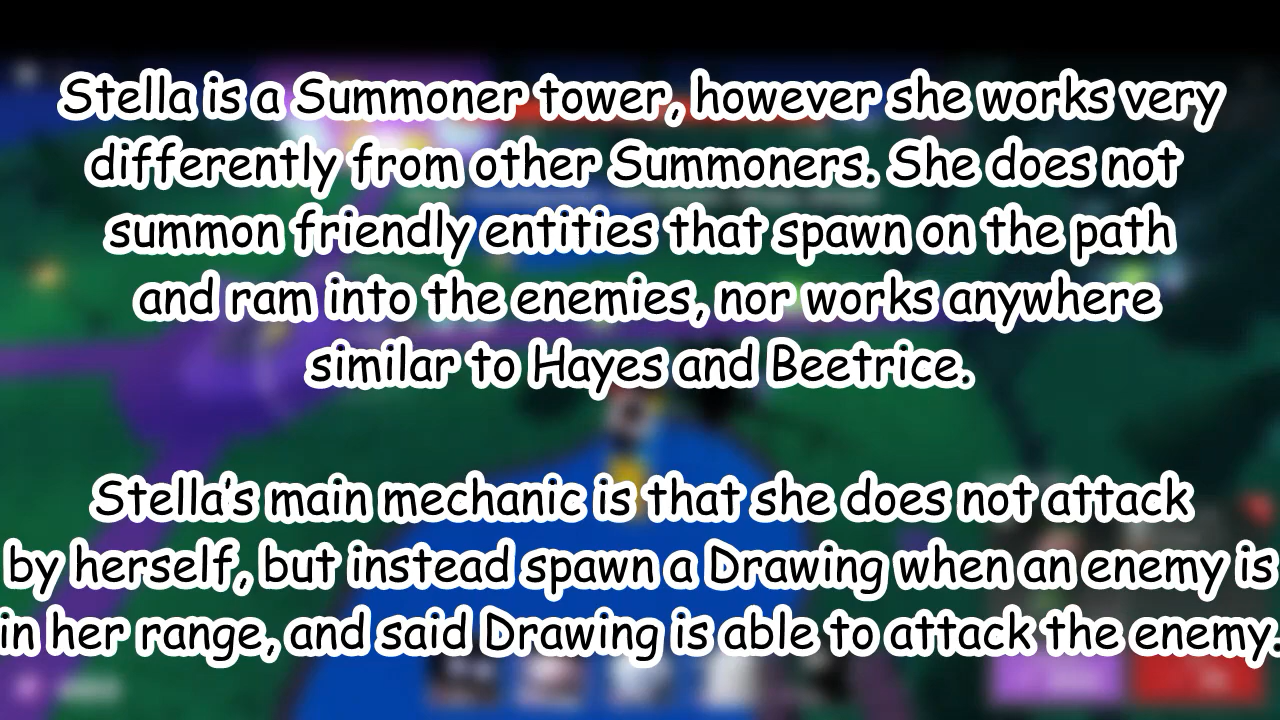 Stella is a Summoner tower, however she works very
differently from other Summoners. She does not
summon friendly entities that spawn on the path
and ram into the enemies, nor works anywhere
similar to Hayes and Beetrice.
Stella's main mechanic is that she does not attack
by herself, but instead spawn a Drawing when an enemy is
in her range, and said Drawing is able to attack the enemy.